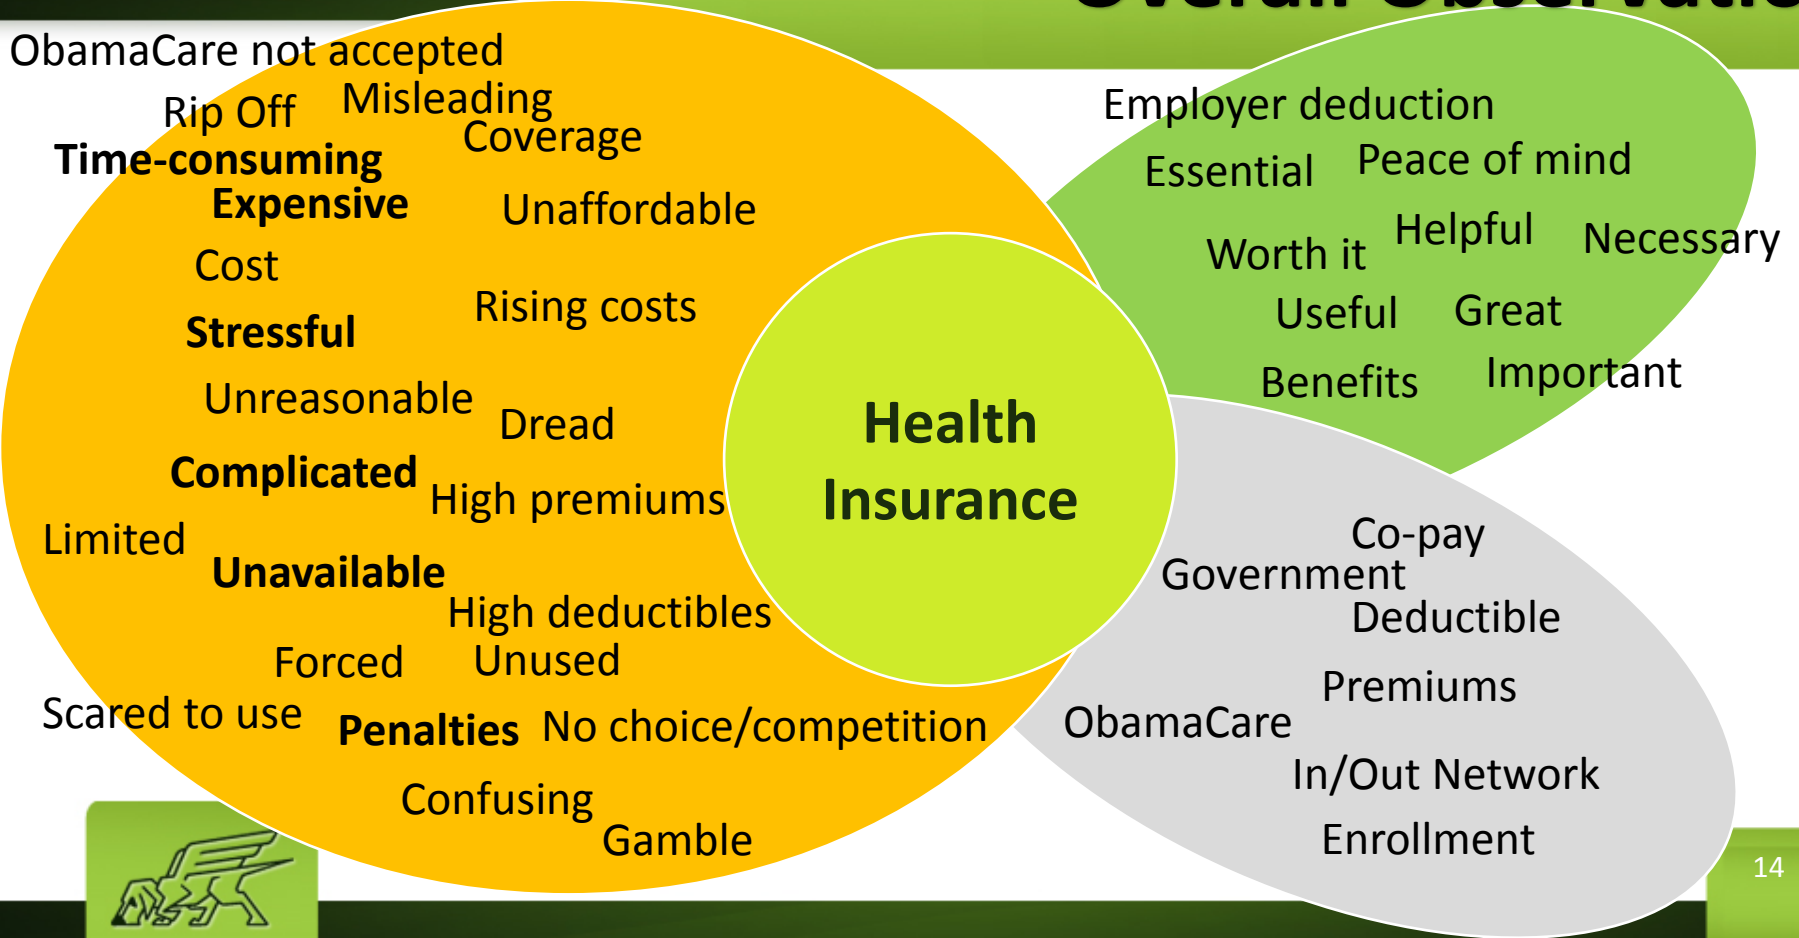 Overall Observatio
ObamaCare not accepted
Rip Off
Misleading
Coverage
Time-consuming
Expensive
Unaffordable
Cost
Rising costs
Stressful
Unreasonable
Dread
Complicated
High premiums
Limited
Unavailable
High deductibles
Forced
Unused
Scared to use
Penalties
No choice/competition
Confusing
Gamble
Health
Insurance
Employer deduction
Essential
Peace of mind
Worth it
Helpful
Necessary
Useful
Great
Benefits
Important
Co-pay
Government
Deductible
Premiums
ObamaCare
In/Out Network
Enrollment
14